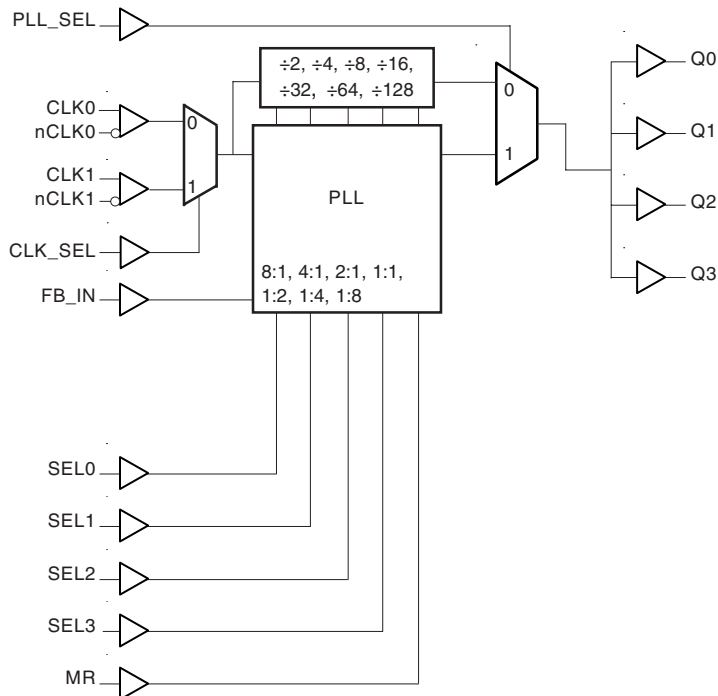 PLL_SEL
÷2, ÷4, ÷8, ÷16,
÷32, ÷64, ÷128
Q0
CLK0
nCLK0
0
0
Q1
CLK1
nCLK1
1
1
PLL
Q2
CLK_SEL
Q3
8:1, 4:1, 2:1, 1:1,
1:2, 1:4, 1:8
FB_IN
SEL0
SEL1
SEL2
SEL3
MR